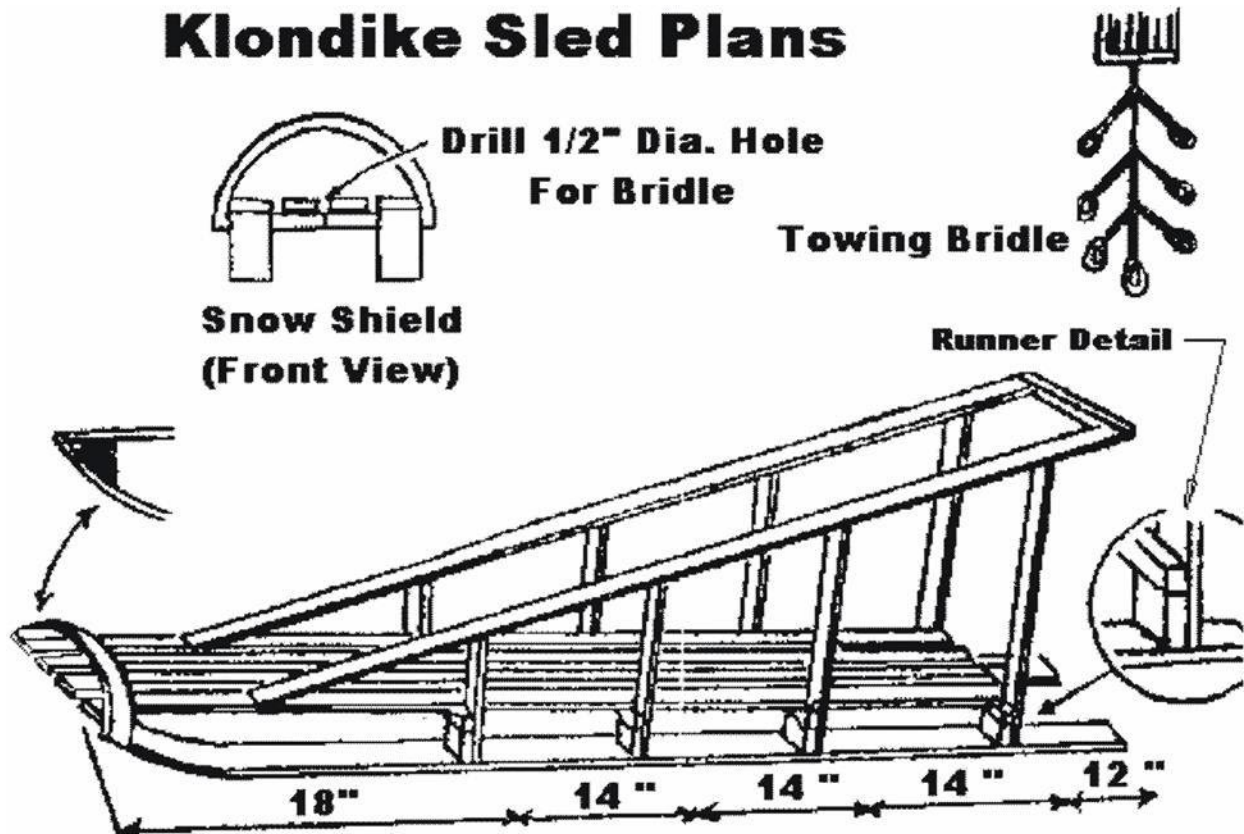 Klondike Sled Plans
Drill 1/2" Dia. Hole
For Bridle
Towing Bridle
Snow Shield
(Front View)
Runner Detail
18"
14 "
14 "
14 "
12 "